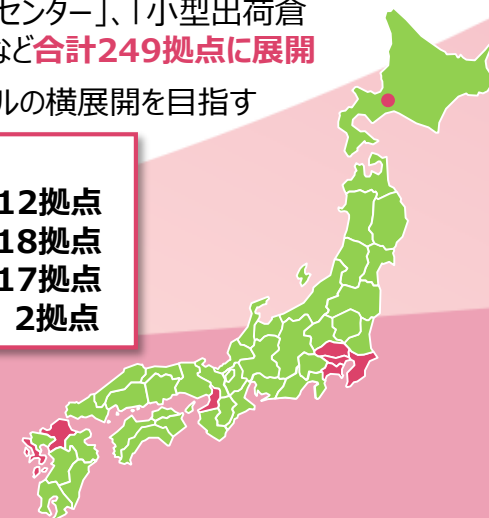 センター」、「小型出荷倉
など合計249拠点に展開
ルの横展開を目指す
12拠点
18拠点
17拠点
2拠点